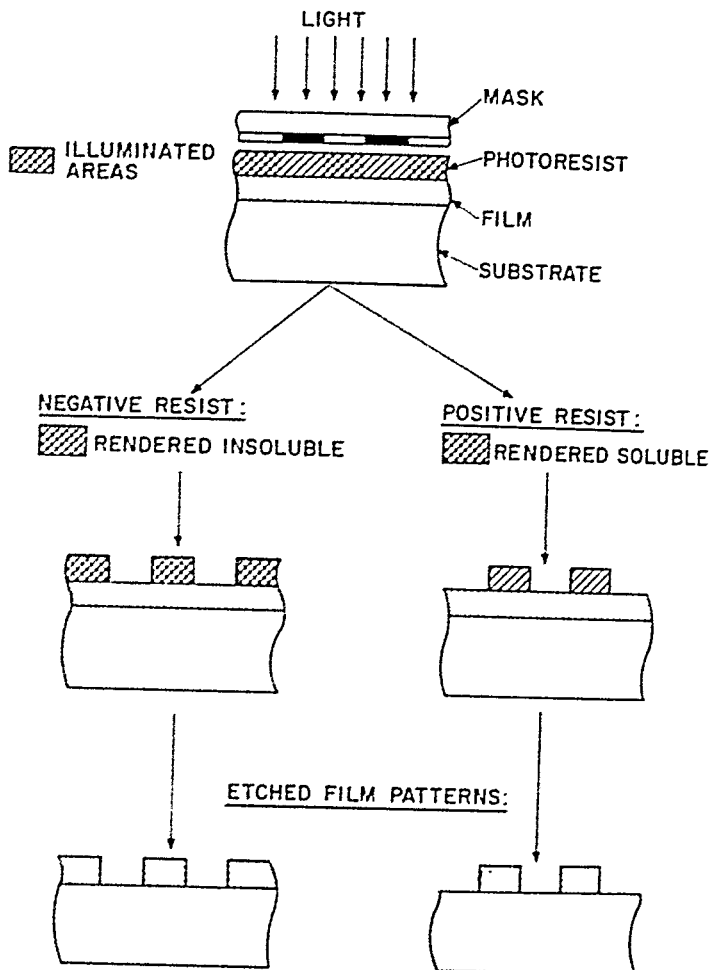 LIGHT
MASK
ILLUMINATED
AREAS
PHOTORESIST
FILM
SUBSTRATE
NEGATIVE RESIST:
RENDERED INSOLUBLE
POSITIVE RESIST:
RENDERED SOLUBLE
ETCHED FILM PATTERNS: